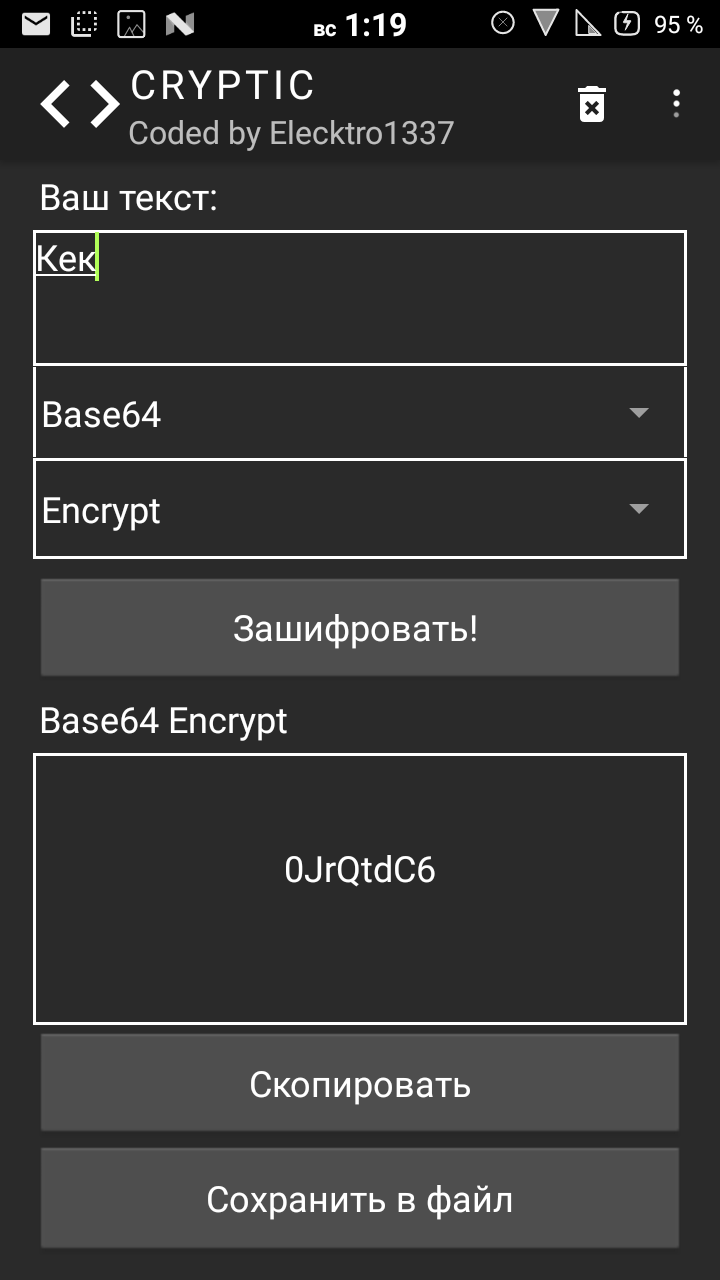 вс 1:19 95 %
CRYPTIC
Coded by Elecktro1337
Ваш текст:
Кек
Base64
Encrypt
Зашифровать!
Base64 Encrypt
0JrQtdC6
Скопировать
Сохранить в файл